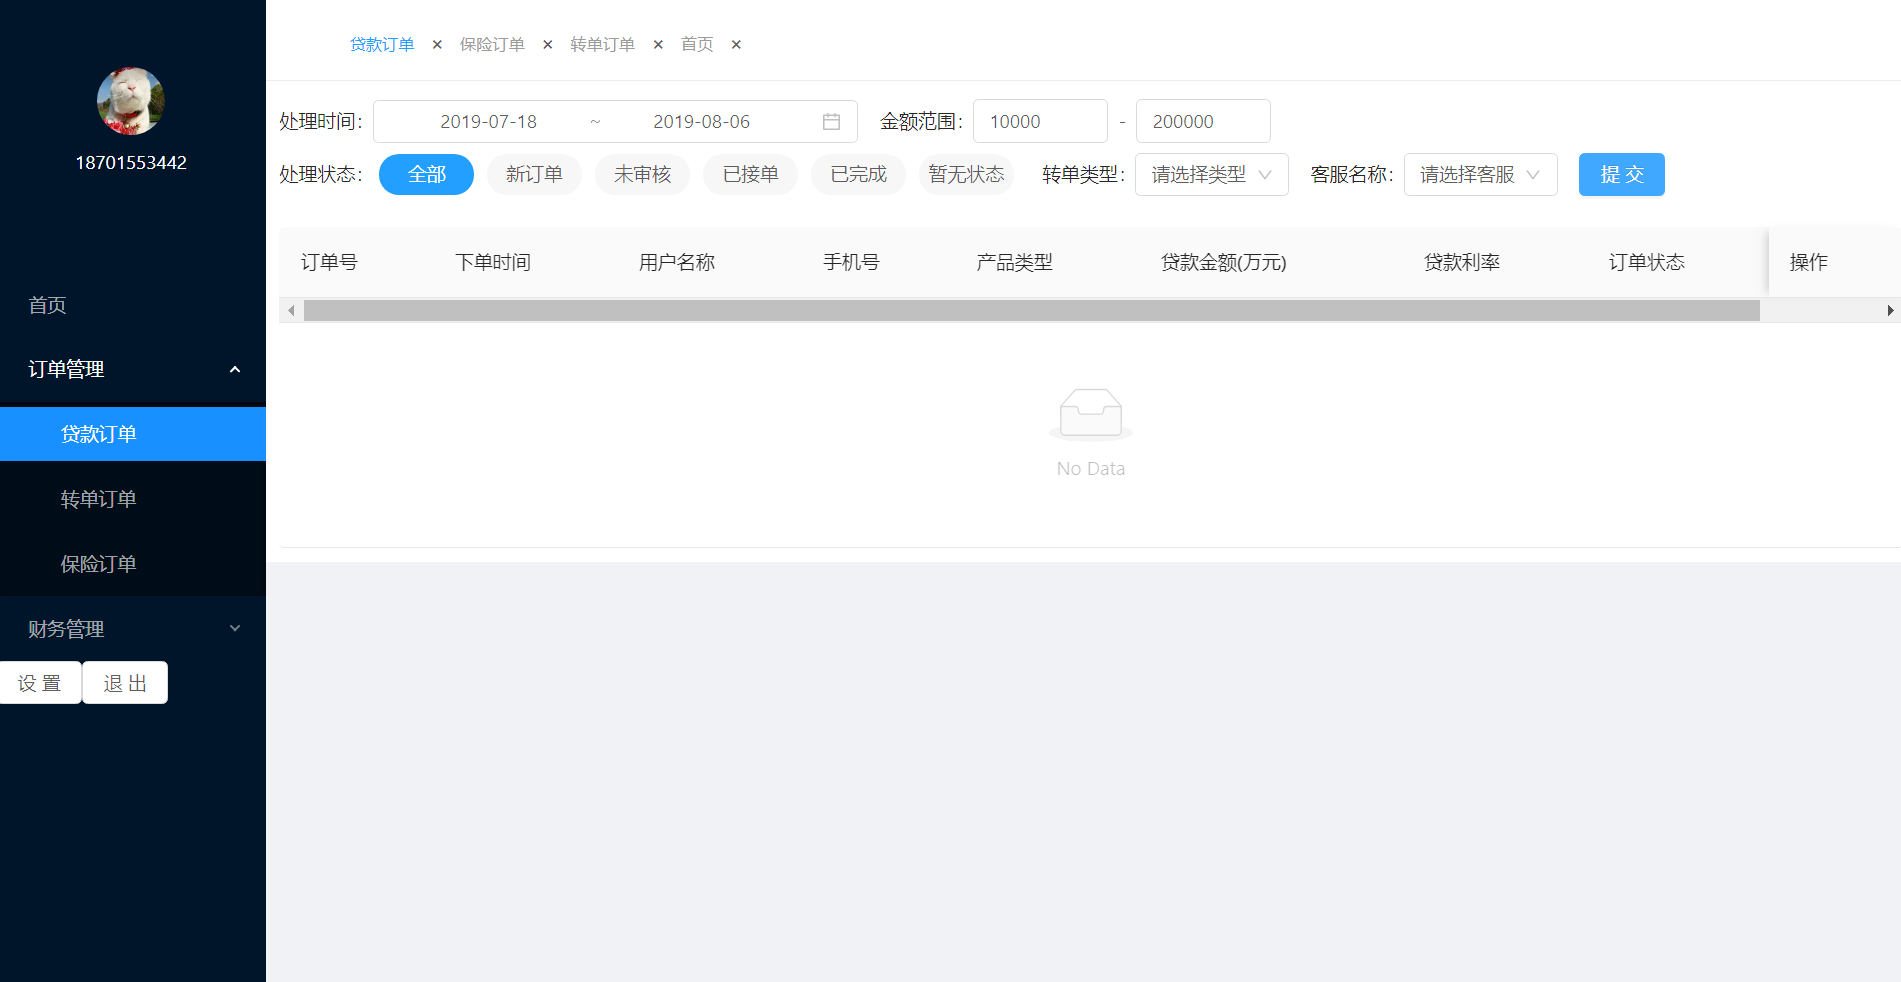 贷款订单 × 保险订单 × 转单订单 × 首页 ×
18701553442
处理时间: 2019-07-18 ~ 2019-08-06 金额范围: 10000 - 200000
处理状态: 全部 新订单 未审核 已接单 已完成 暂无状态 转单类型: 请选择类型 客服名称: 请选择客服 提 交
订单号 下单时间 用户名称 手机号 产品类型 贷款金额(万元) 贷款利率 订单状态 操作
No Data
首页
订单管理
贷款订单
转单订单
保险订单
财务管理
设 置 退 出